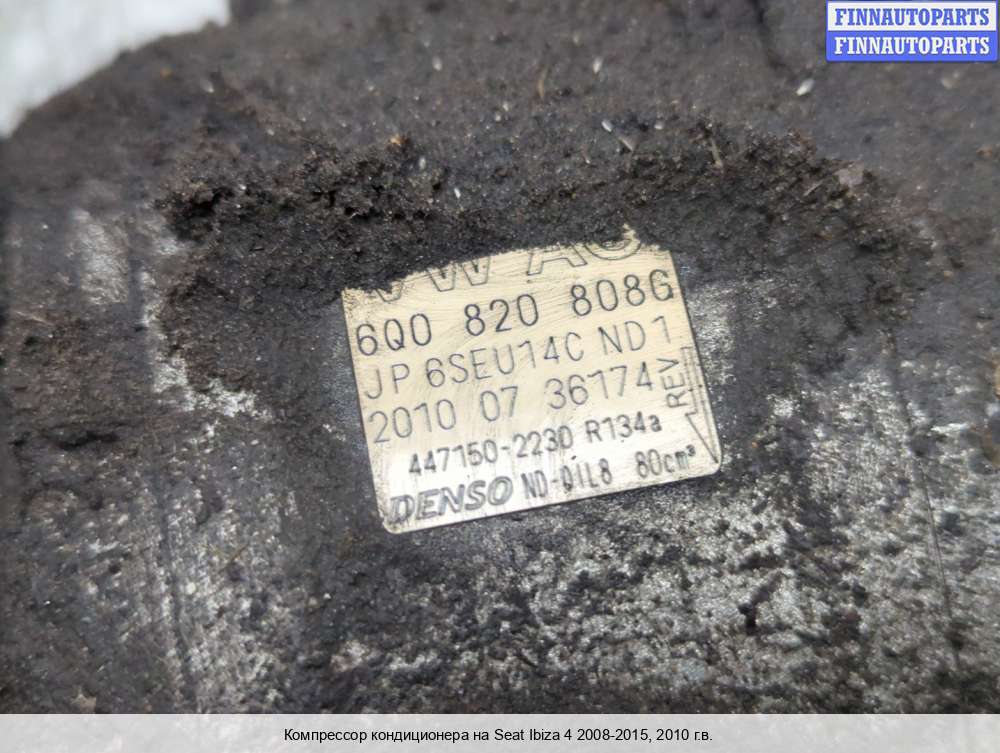 FINNAUTOPARTS
FINNAUTOPARTS
VW AG
6Q0 820 808G
JP 6SEU14C ND1
2010 07 36174
REV
447150-2230 R134a
DENSO ND-OIL8 80cm³
Компрессор кондиционера на Seat Ibiza 4 2008-2015, 2010 г.в.